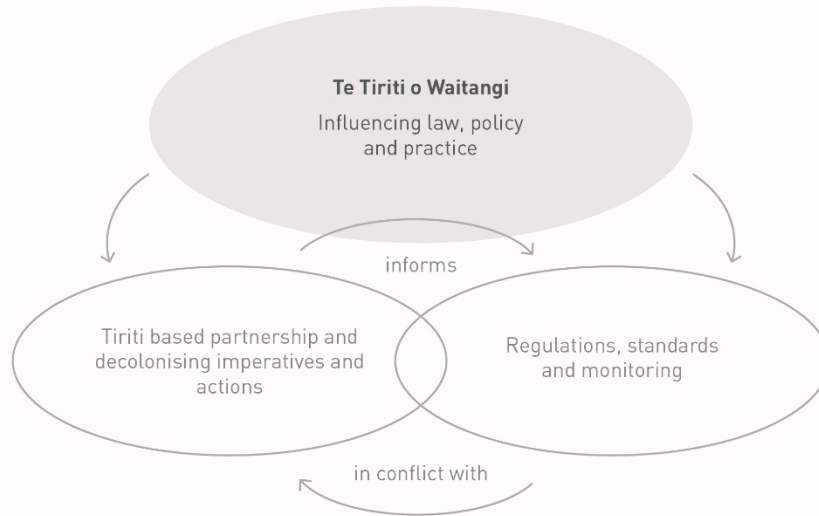 Te Tiriti o Waitangi
Influencing law, policy
and practice
informs
Tiriti based partnership and
decolonising imperatives and
actions
Regulations, standards
and monitoring
in conflict with